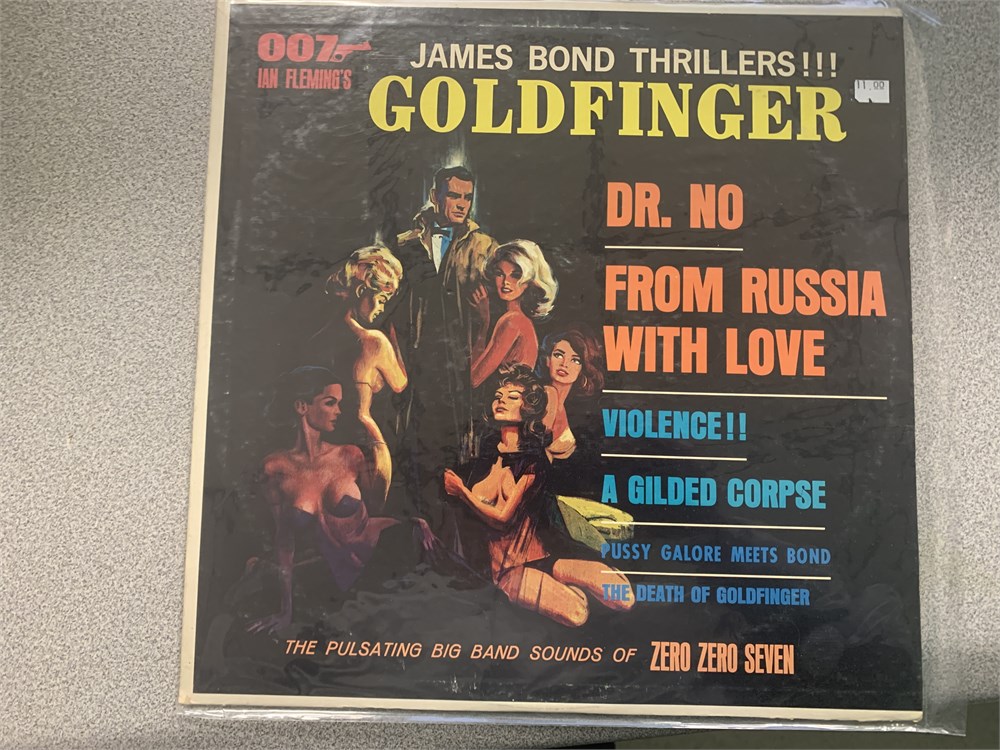 007
IAN FLEMING'S
JAMES BOND THRILLERS!!!
GOLDFINGER
11.00
DR. NO
FROM RUSSIA
WITH LOVE
VIOLENCE!!
A GILDED CORPSE
PUSSY GALORE MEETS BOND
THE DEATH OF GOLDFINGER
THE PULSATING BIG BAND SOUNDS OF ZERO ZERO SEVEN